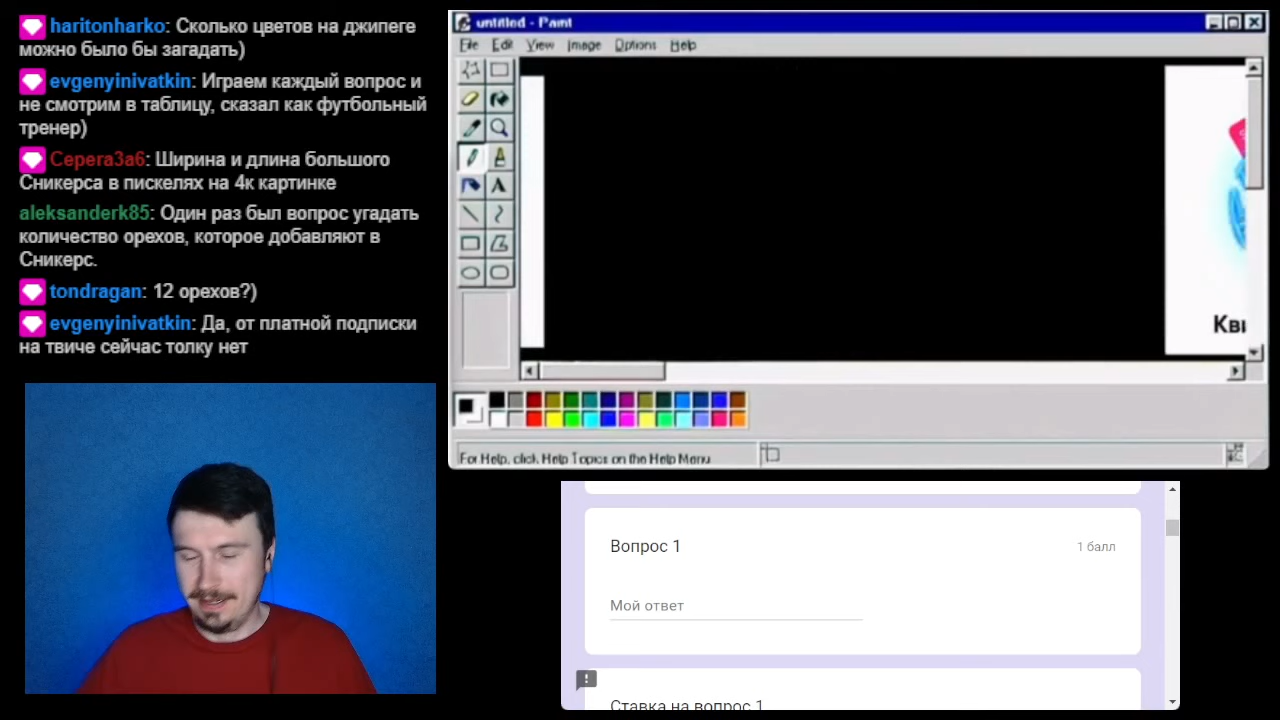 haritonharko: Сколько цветов на джипеге
можно было бы загадать)
evgenyinivatkin: Играем каждый вопрос и
не смотрим в таблицу, сказал как футбольный
тренер)
Cepera3a6: Ширина и длина большого
Сникерса в пискелях на 4к картинке
aleksanderk85: Один раз был вопрос угадать
количество орехов, которое добавляют в
Сникерс.
tondragan: 12 орехов?)
evgenyinivatkin: Да, от платной подписки
на твиче сейчас толку нет
untitled - Paint
File Edit View Image Options Help
Кви
For Help, click Help Topics on the Help Menu.
Вопрос 1
1 балл
Мой ответ
Ставка на вопрос 1